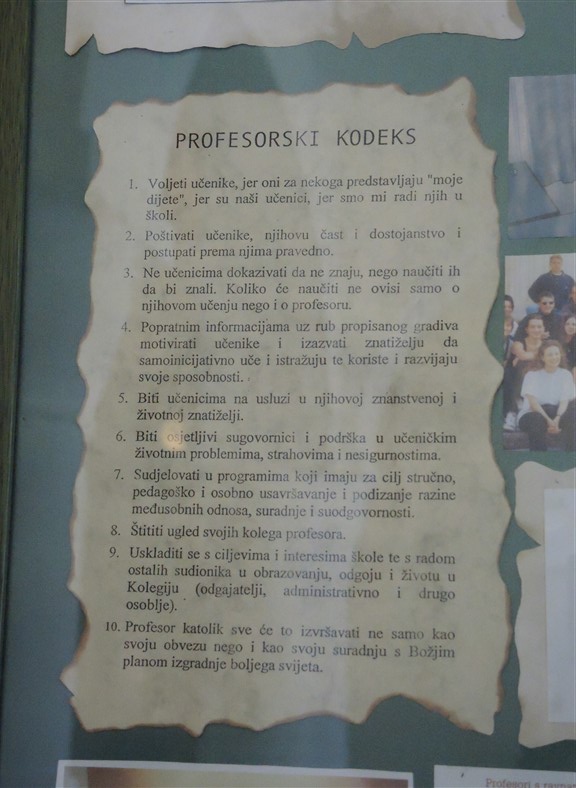 PROFESORSKI KODEKS
1. Voljeti učenike, jer oni za nekoga predstavljaju "moje
dijete", jer su naši učenici, jer smo mi radi njih u
školi.
2. Poštivati učenike, njihovu čast i dostojanstvo i
postupati prema njima pravedno.
3. Ne učenicima dokazivati da ne znaju, nego naučiti ih
da bi znali. Koliko će naučiti ne ovisi samo o
njihovom učenju nego i o profesoru.
4. Popratnim informacijama uz rub propisanog gradiva
motivirati učenike i izazvati znatiželju da
samoinicijativno uče i istražuju te koriste i razvijaju
svoje sposobnosti.
5. Biti učenicima na usluzi u njihovoj znanstvenoj i
životnoj znatiželji.
6. Biti osjetljivi sugovornici i podrška u učeničkim
životnim problemima, strahovima i nesigurnostima.
7. Sudjelovati u programima koji imaju za cilj stručno,
pedagoško i osobno usavršavanje i podizanje razine
međusobnih odnosa, suradnje i suodgovornosti.
8. Štititi ugled svojih kolega profesora.
9. Uskladiti se s ciljevima i interesima škole te s radom
ostalih sudionika u obrazovanju, odgoju i životu u
Kolegiju (odgajatelji, administrativno i drugo
osoblje).
10. Profesor katolik sve će to izvršavati ne samo kao
svoju obvezu nego i kao svoju suradnju s Božjim
planom izgradnje boljega svijeta.
Profesori s